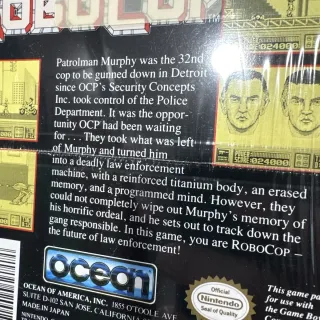 ROBOCOP
Patrolman Murphy was the 32nd
cop to be gunned down in Detroit
since OCP's Security Concepts
Inc. took control of the Police
Department. It was the oppor-
tunity OCP had been waiting
for . . . They took what was left
of Murphy and turned him
into a deadly law enforcement
machine, with a reinforced titanium body, an erased
memory, and a programmed mind. However, they
could not completely wipe out Murphy's memory of
his horrific ordeal, and he sets out to track down the
gang responsible. In this game, you are ROBOCOP –
the future of law enforcement!
024000
024000
ocean
OCEAN OF AMERICA, INC. 1855 O'TOOLE AVE
SUITE D-102 SAN JOSE, CALIFORNIA
MADE IN JAPAN
NINTENDO
Official
Nintendo
Seal of Quality
This game pa
for use with
the Game Bo